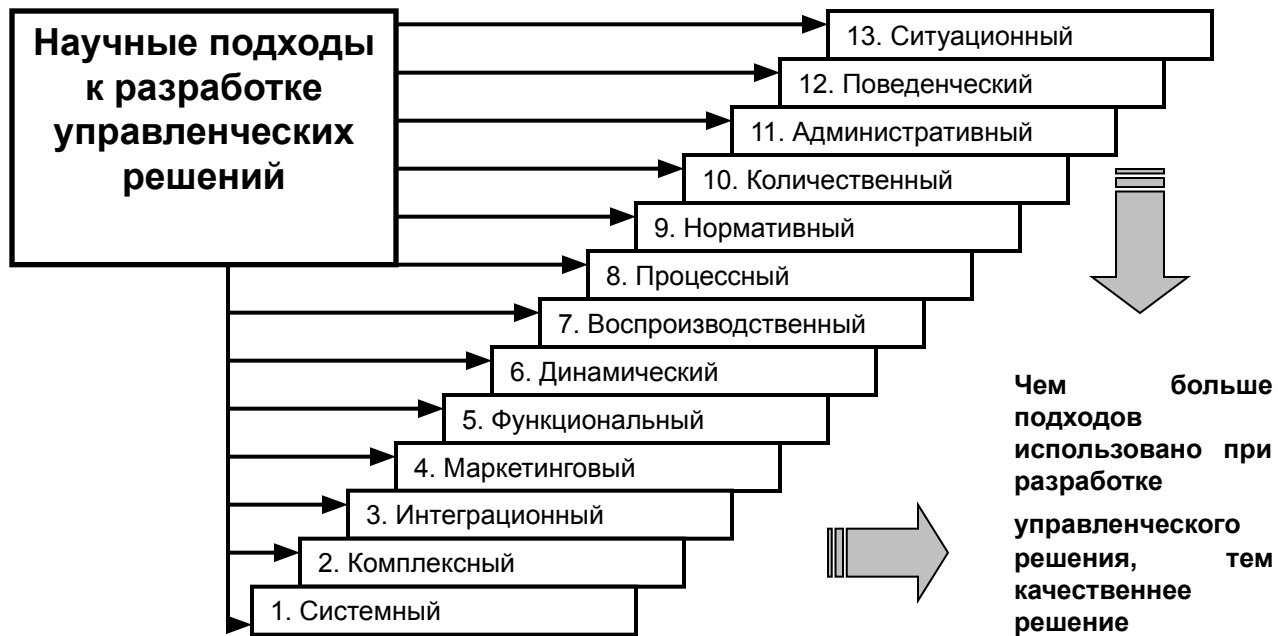 Научные подходы
к разработке
управленческих
решений
13. Ситуационный
12. Поведенческий
11. Административный
10. Количественный
9. Нормативный
8. Процессный
7. Воспроизводственный
6. Динамический
5. Функциональный
4. Маркетинговый
3. Интеграционный
2. Комплексный
1. Системный
Чем больше
подходов
использовано при
разработке
управленческого
решения, тем
качественнее
решение